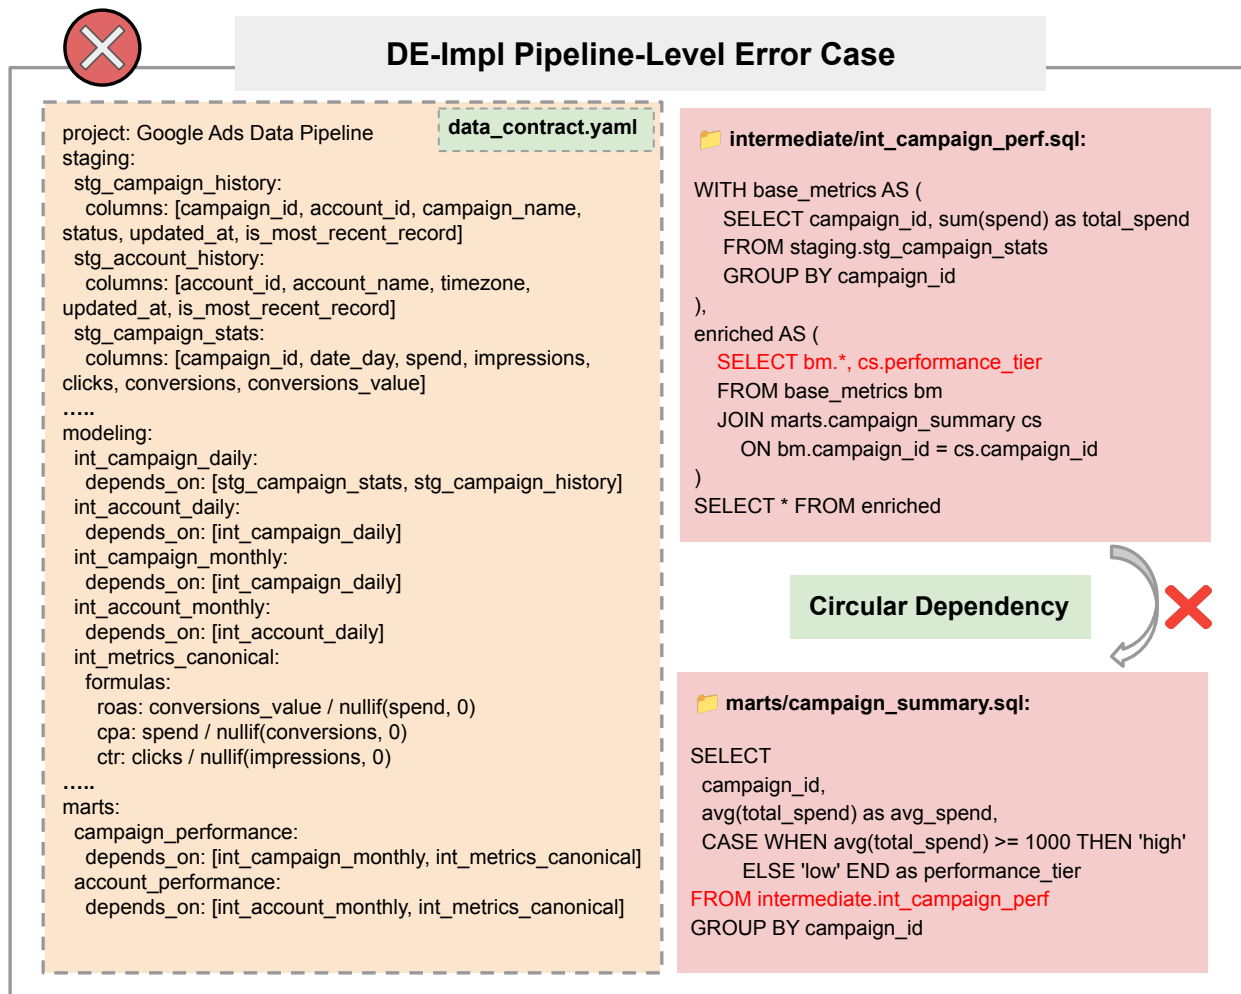 DE-Impl Pipeline-Level Error Case
data_contract.yaml
project: Google Ads Data Pipeline
staging:
stg_campaign_history:
columns: [campaign_id, account_id, campaign_name,
status, updated_at, is_most_recent_record]
stg_account_history:
columns: [account_id, account_name, timezone,
updated_at, is_most_recent_record]
stg_campaign_stats:
columns: [campaign_id, date_day, spend, impressions,
clicks, conversions, conversions_value]
.....
modeling:
int_campaign_daily:
depends_on: [stg_campaign_stats, stg_campaign_history]
int_account_daily:
depends_on: [int_campaign_daily]
int_campaign_monthly:
depends_on: [int_campaign_daily]
int_account_monthly:
depends_on: [int_account_daily]
int_metrics_canonical:
formulas:
roas: conversions_value / nullif(spend, 0)
cpa: spend / nullif(conversions, 0)
ctr: clicks / nullif(impressions, 0)
.....
marts:
campaign_performance:
depends_on: [int_campaign_monthly, int_metrics_canonical]
account_performance:
depends_on: [int_account_monthly, int_metrics_canonical]
intermediate/int_campaign_perf.sql:
WITH base_metrics AS (
SELECT campaign_id, sum(spend) as total_spend
FROM staging.stg_campaign_stats
GROUP BY campaign_id
),
enriched AS (
SELECT bm.*, cs.performance_tier
FROM base_metrics bm
JOIN marts.campaign_summary cs
ON bm.campaign_id = cs.campaign_id
)
SELECT * FROM enriched
Circular Dependency
marts/campaign_summary.sql:
SELECT
campaign_id,
avg(total_spend) as avg_spend,
CASE WHEN avg(total_spend) >= 1000 THEN 'high'
ELSE 'low' END as performance_tier
FROM intermediate.int_campaign_perf
GROUP BY campaign_id